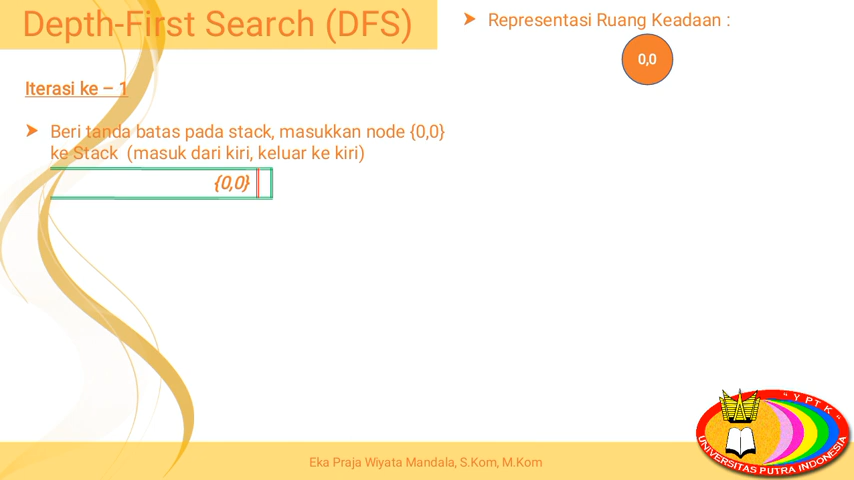 Depth-First Search (DFS)
Iterasi ke – 1
➤ Beri tanda batas pada stack, masukkan node {0,0}
ke Stack (masuk dari kiri, keluar ke kiri)
{0,0}
➤ Representasi Ruang Keadaan :
0,0
Eka Praja Wiyata Mandala, S.Kom, M.Kom
" Y P T K "
UNIVERSITAS PUTRA INDONESIA